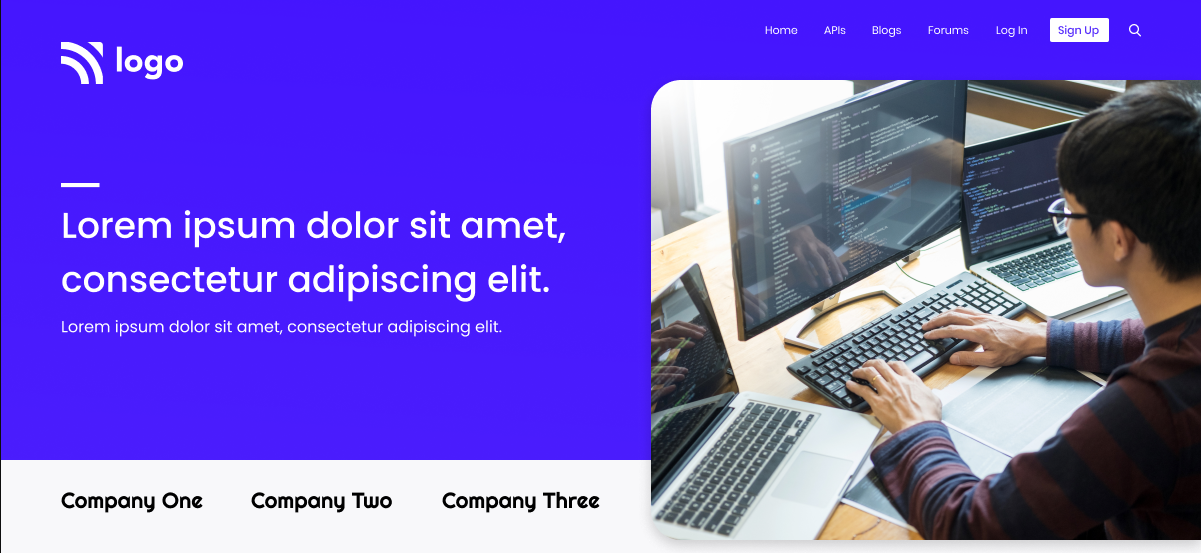 Home APIs Blogs Forums Log In Sign Up
logo
Lorem ipsum dolor sit amet,
consectetur adipiscing elit.
Lorem ipsum dolor sit amet, consectetur adipiscing elit.
Company One Company Two Company Three